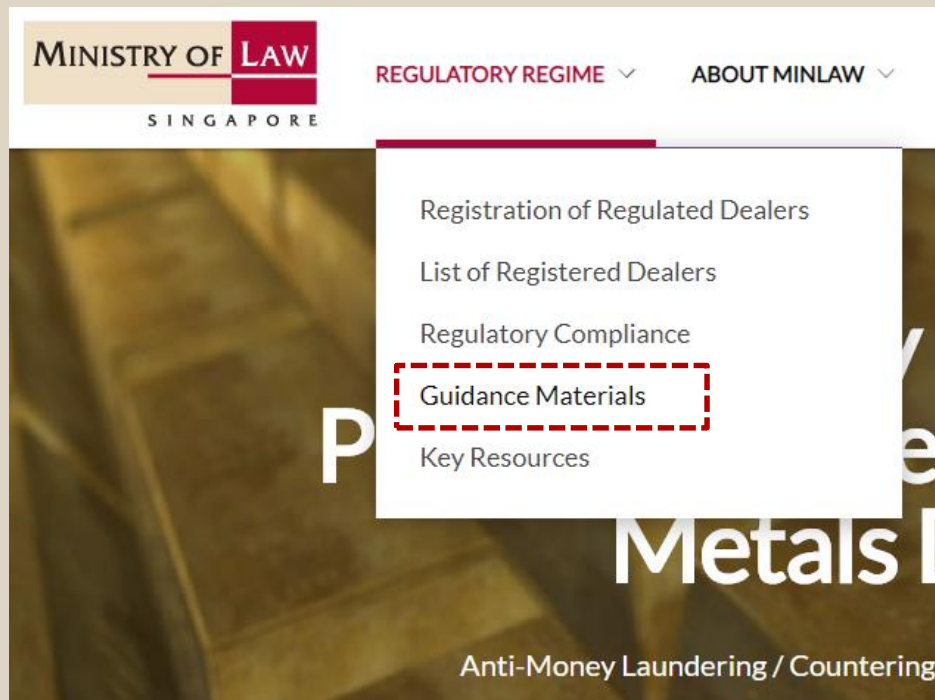 MINISTRY OF LAW
SINGAPORE
REGULATORY REGIME
ABOUT MINLAW
Registration of Regulated Dealers
List of Registered Dealers
Regulatory Compliance
Guidance Materials
Key Resources
Metals
Anti-Money Laundering / Countering